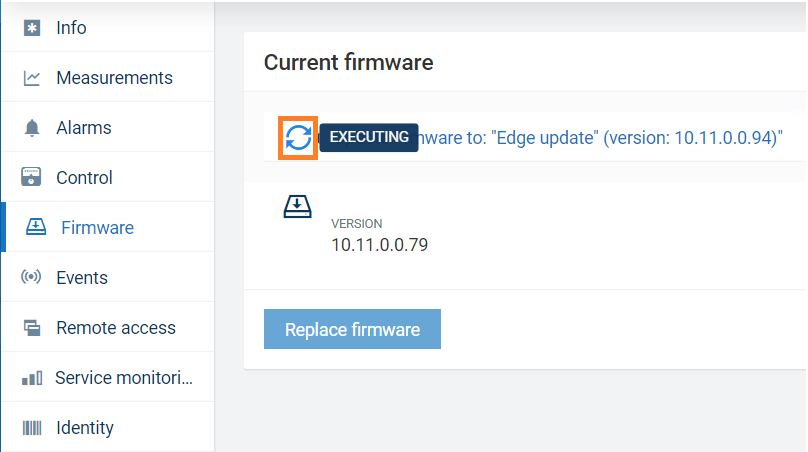 Info
Measurements
Alarms
Control
Firmware
Events
Remote access
Service monitori...
Identity
Current firmware
EXECUTING nware to: "Edge update" (version: 10.11.0.0.94)"
VERSION
10.11.0.0.79
Replace firmware